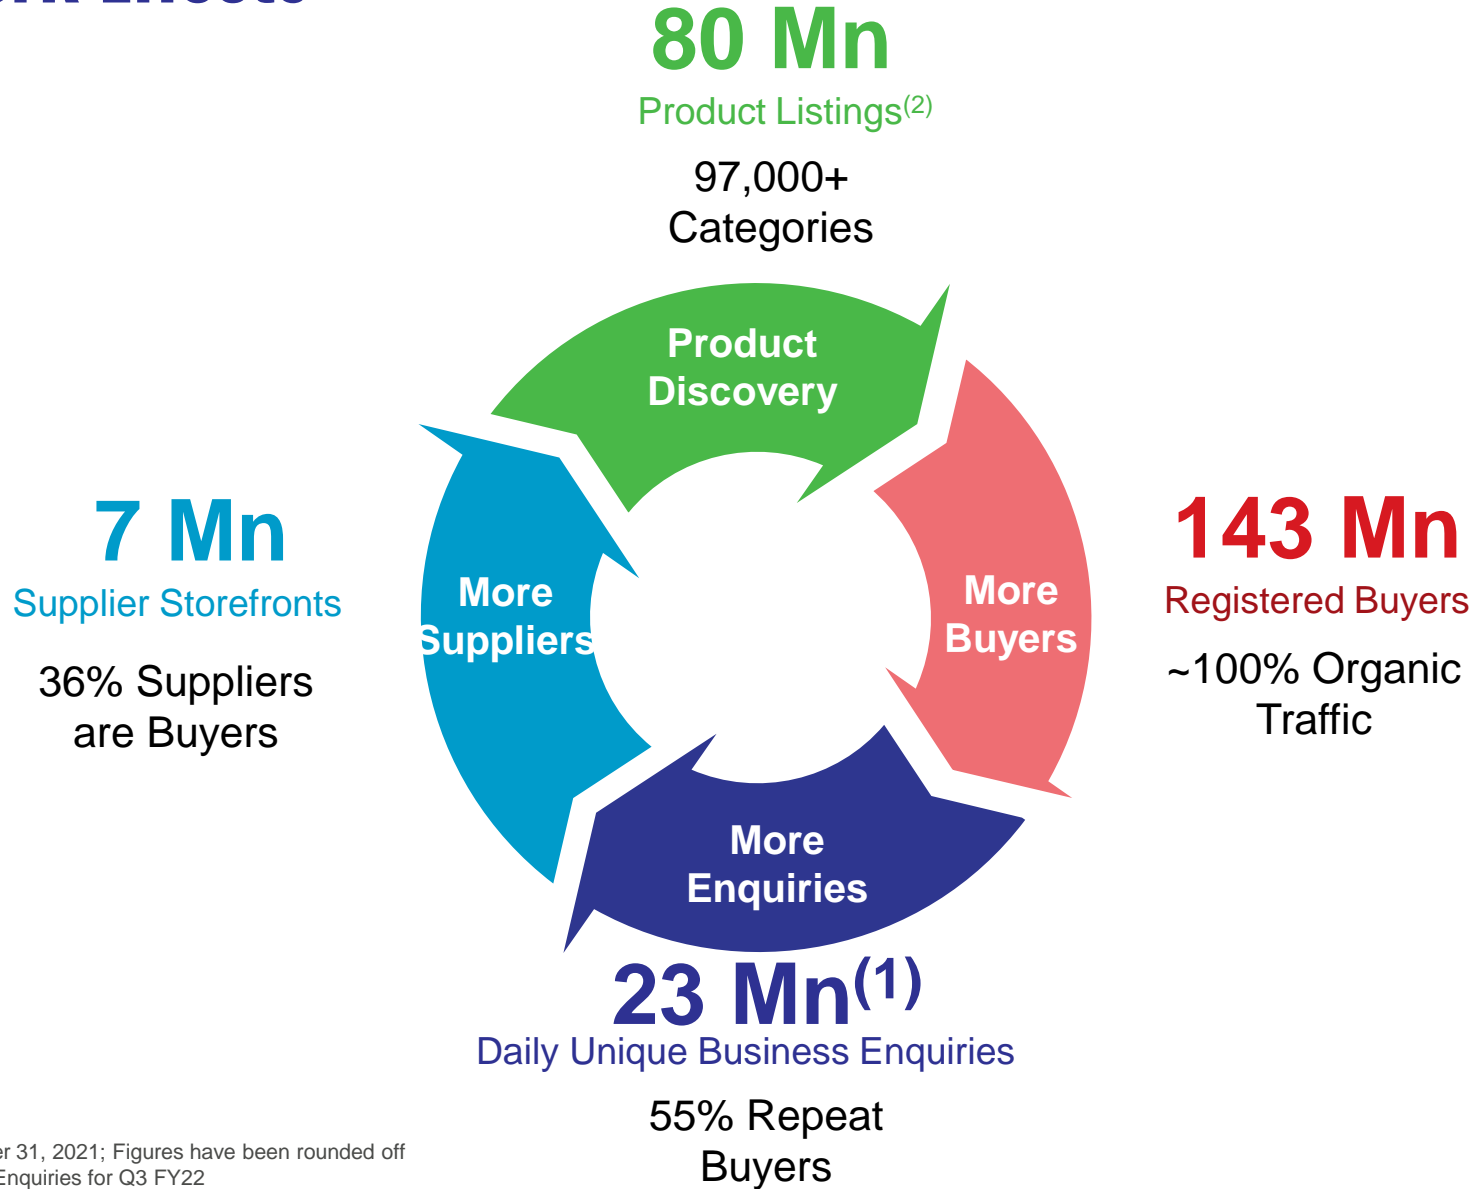 80 Mn
Product Listings(2)
97,000+
Categories
Product
Discovery
7 Mn
Supplier Storefronts
36% Suppliers
are Buyers
More
Suppliers
More
Buyers
143 Mn
Registered Buyers
~100% Organic
Traffic
More
Enquiries
23 Mn(1)
Daily Unique Business Enquiries
55% Repeat
Buyers
31, 2021; Figures have been rounded off
Enquiries for Q3 FY22